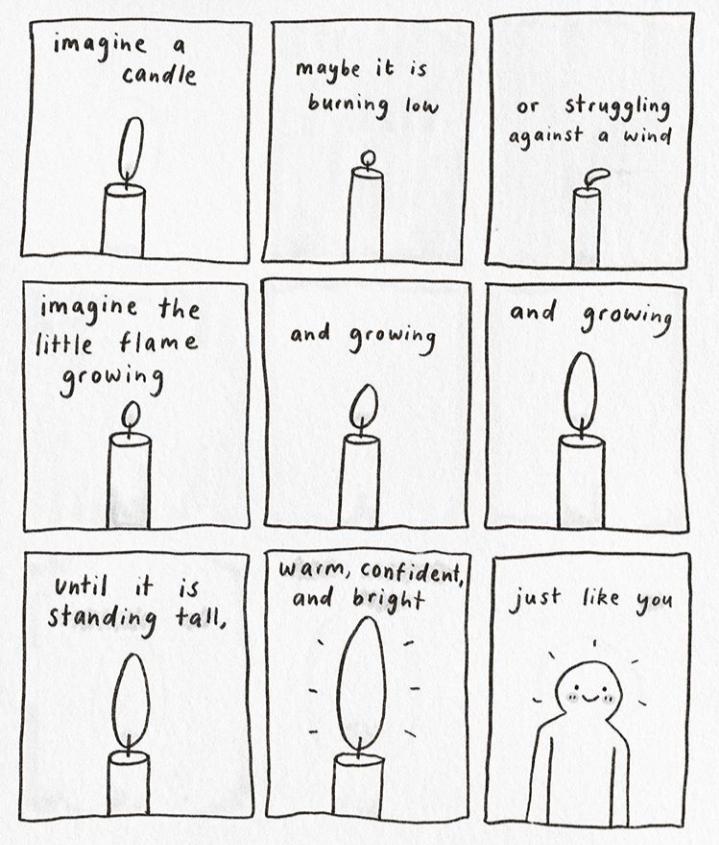 imagine a
candle
maybe it is
burning low
or struggling
against a wind
imagine the
little flame
growing
and growing
and growing
until it is
standing tall,
warm, confident,
and bright
just like you